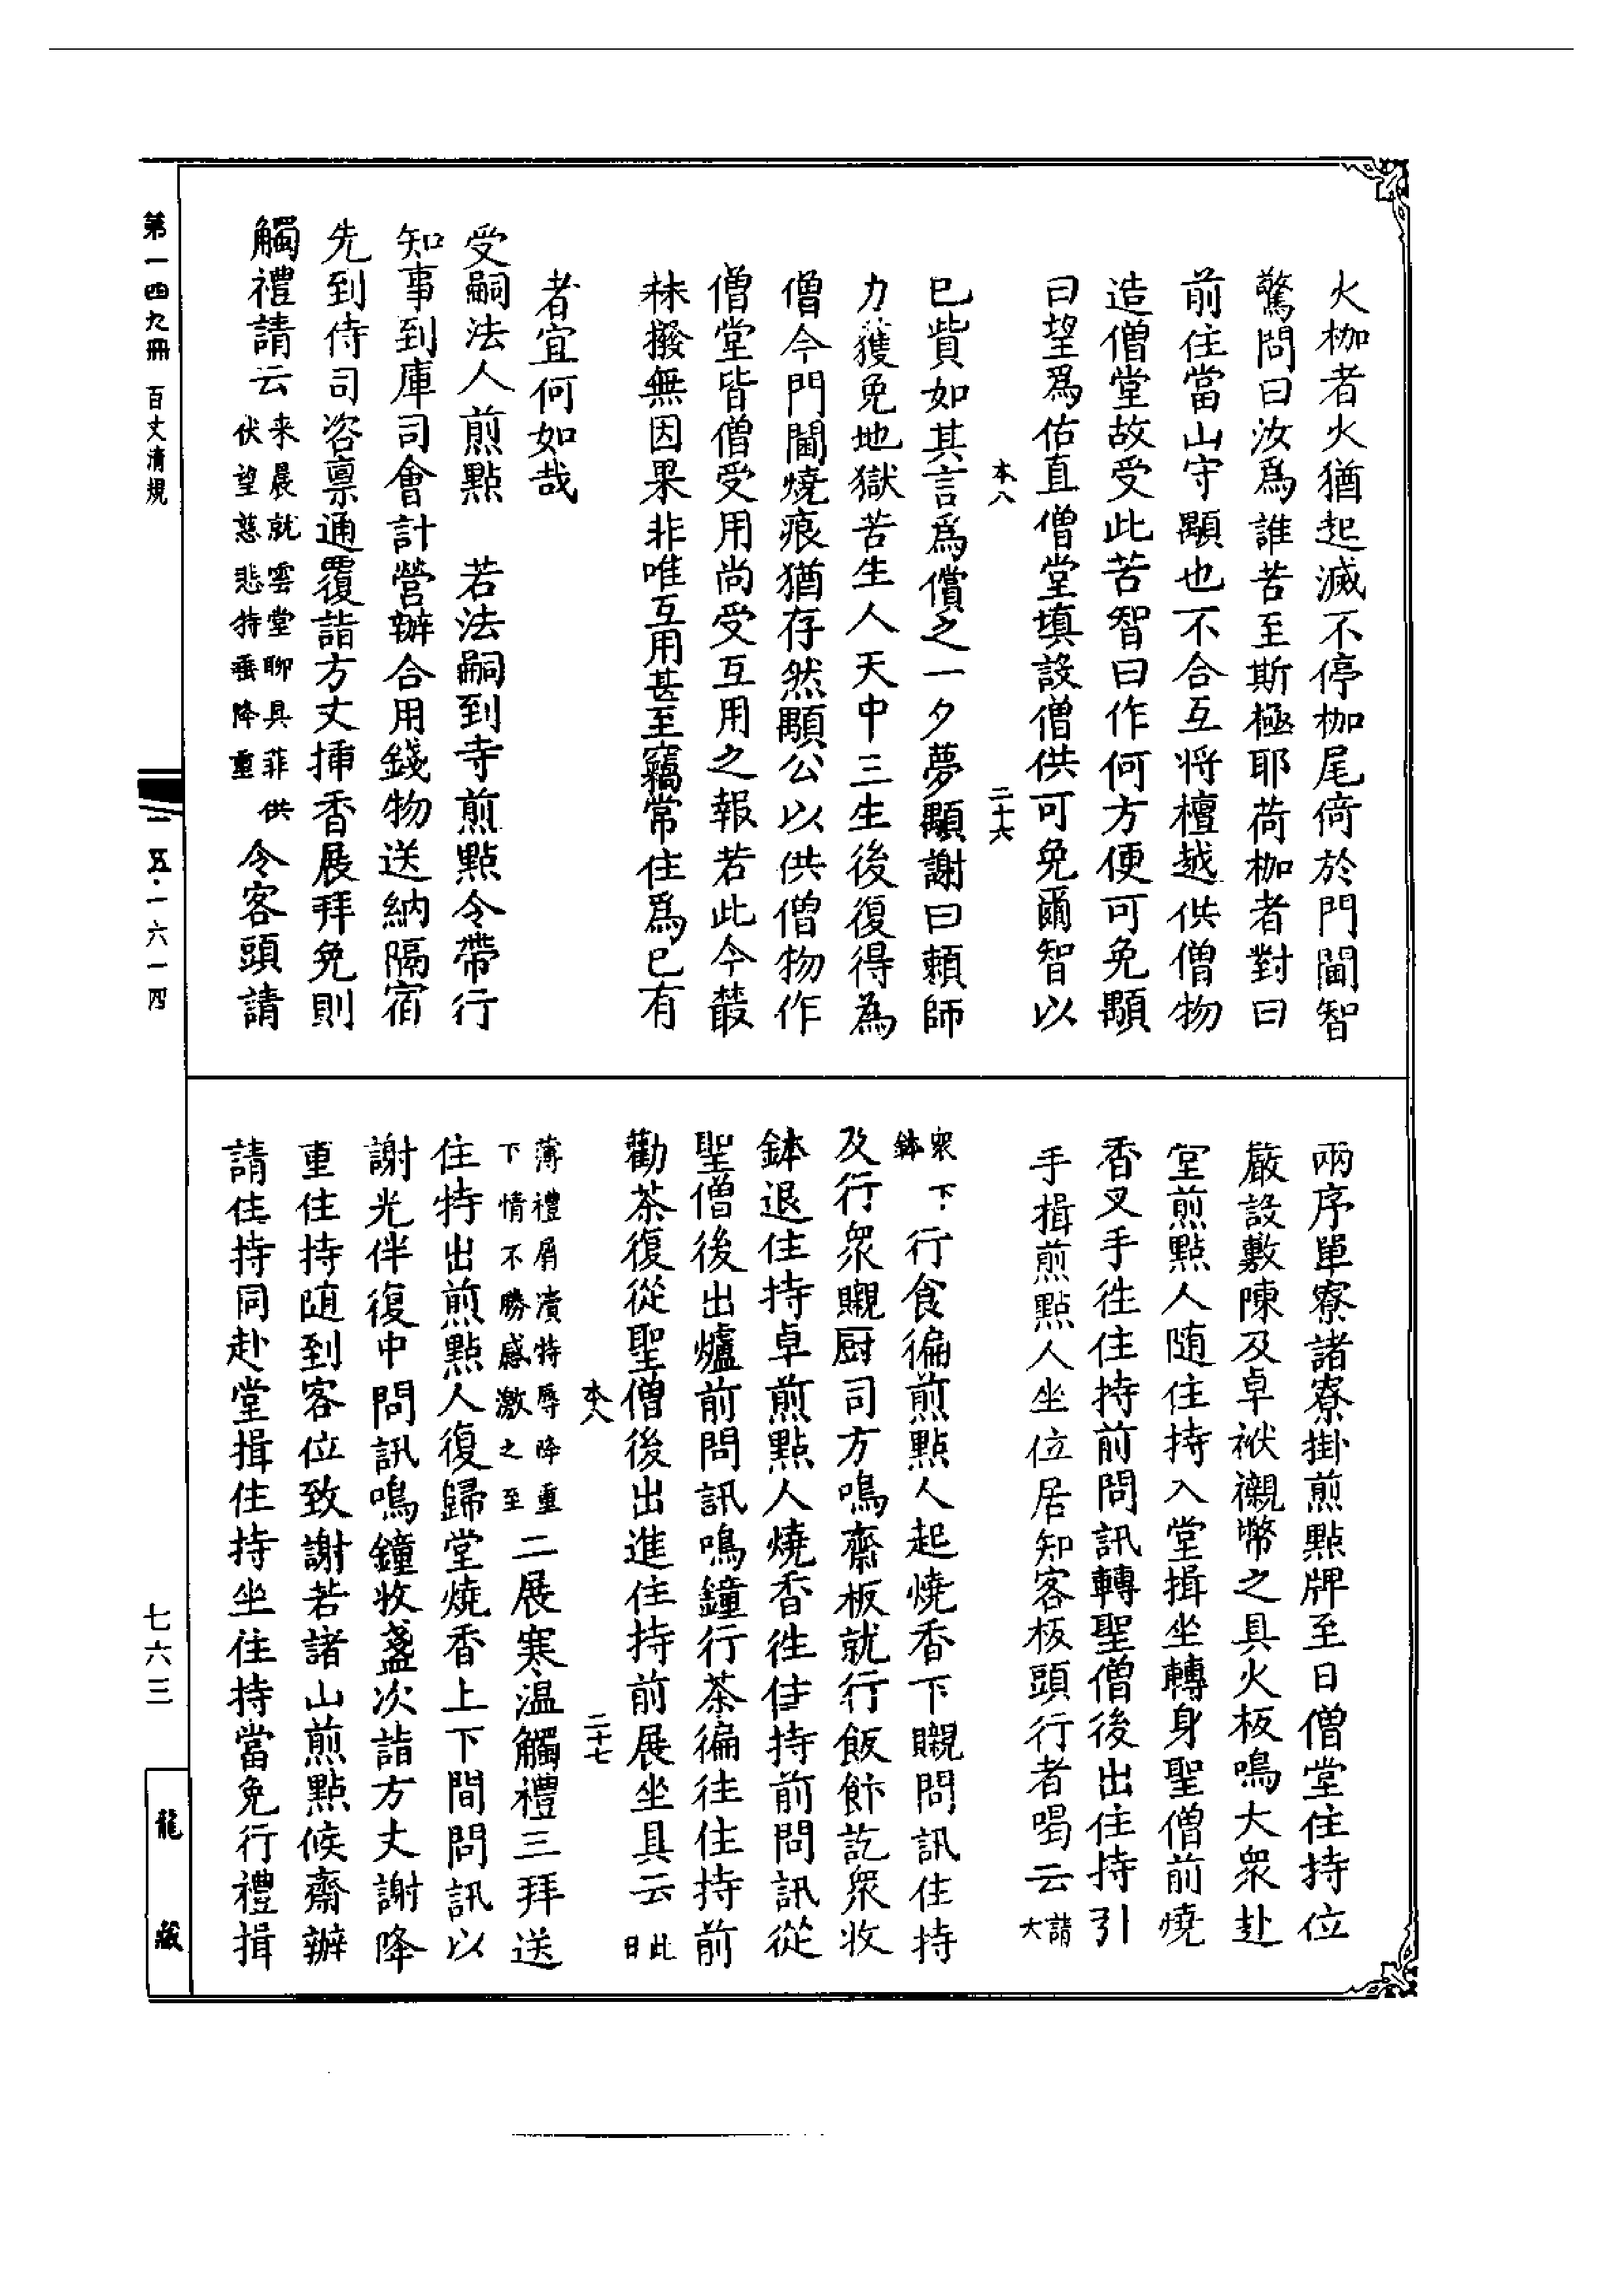 火枷者火猶起滅不停枷尾倚於門閫智
驚問曰汝爲誰苦至斯極耶荷枷者對曰
前住當山守顒也不合互將檀越供僧物
造僧堂故受此苦智曰作何方便可免顒
曰望爲估直僧堂填設僧供可免爾智以
本八 二十六
已貲如其言爲償之一夕夢顒謝曰賴師
力獲免地獄苦生人天中三生後復得為
僧今門閫燒痕猶存然顒公以供僧物作
僧堂皆僧受用尚受互用之報若此今叢
林撥無因果非唯互用甚至竊常住爲已有
者宜何如哉
受嗣法人煎點 若法嗣到寺煎點令帶行
知事到庫司會計營辦合用錢物送納隔宿
先到侍司咨禀通覆詣方丈揷香展拜免則
觸禮請云 来晨就雲堂聊具菲供
伏望慈悲特垂降重 令客頭請
兩序單寮諸寮掛煎點牌至日僧堂住持位
嚴設敷陳及卓袱襯幣之具火板鳴大衆赴
堂煎點人随住持入堂揖坐轉身聖僧前燒
香叉手徃住持前問訊轉聖僧後出住持引
手揖煎點人坐位居知客板頭行者喝云 請大
衆下鉢 行食徧煎點人起燒香下䞋問訊住持
及行衆䞋厨司方鳴齋板就行飯飰訖衆收
鉢退住持卓煎點人燒香徃住持前問訊從
聖僧後出爐前問訊鳴鐘行茶徧往住持前
勸茶復從聖僧後出進住持前展坐具云 此日
本八 二十七
薄禮屑凟特辱降重
下情不勝感激之至 二展寒温觸禮三拜送
住持出煎點人復歸堂燒香上下間問訊以
謝光伴復中問訊鳴鐘收盞次詣方丈謝降
重住持随到客位致謝若諸山煎點候齋辦
請住持同赴堂揖住持坐住持當免行禮揖
第一四九冊 百丈清規
一五·一六一四
七六三
龍藏